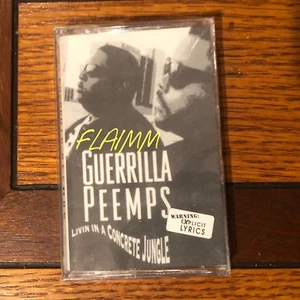 FLAIMM
GUERRILLA
PEEMPS
LIVIN IN A CONCRETE JUNGLE
WARNING:
EXPLICIT
LYRICS